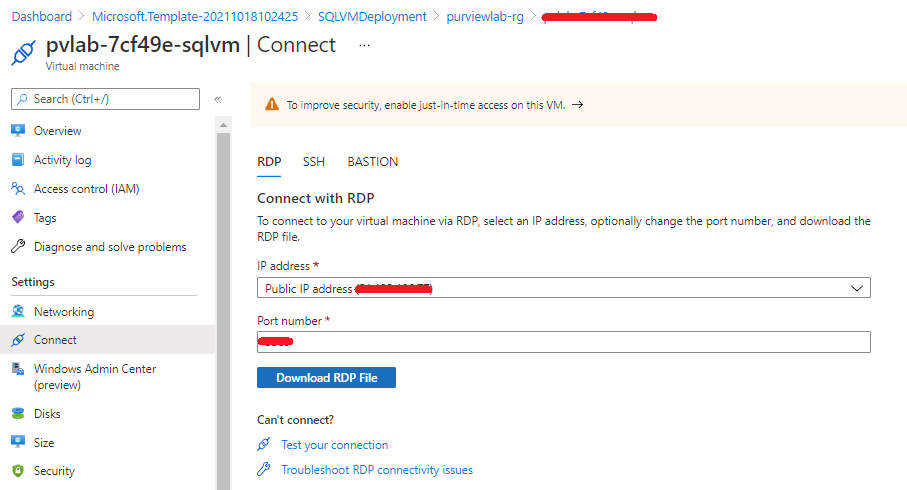 Dashboard > Microsoft.Template-20211018102425 > SQLVMDeployment > purviewlab-rg >
pvlab-7cf49e-sqlvm | Connect ...
Virtual machine
Search (Ctrl+/)
«
To improve security, enable just-in-time access on this VM. →
Overview
Activity log
Access control (IAM)
Tags
Diagnose and solve problems
Settings
Networking
Connect
Windows Admin Center
(preview)
Disks
Size
Security
RDP SSH BASTION
Connect with RDP
To connect to your virtual machine via RDP, select an IP address, optionally change the port number, and download the
RDP file.
IP address *
Public IP address
Port number *
Download RDP File
Can't connect?
Test your connection
Troubleshoot RDP connectivity issues